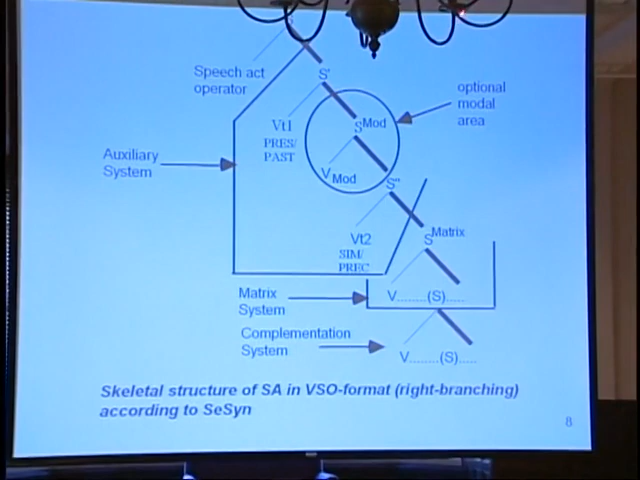 Speech act
operator
S'
optional
modal
area
Vt1
PRES/
PAST
S Mod
Auxiliary
System
V Mod
S"
Vt2
SIM/
PREC
S Matrix
Matrix
System
V.........(S)......
Complementation
System
V.........(S).....
Skeletal structure of SA in VSO-format (right-branching)
according to SeSyn
8